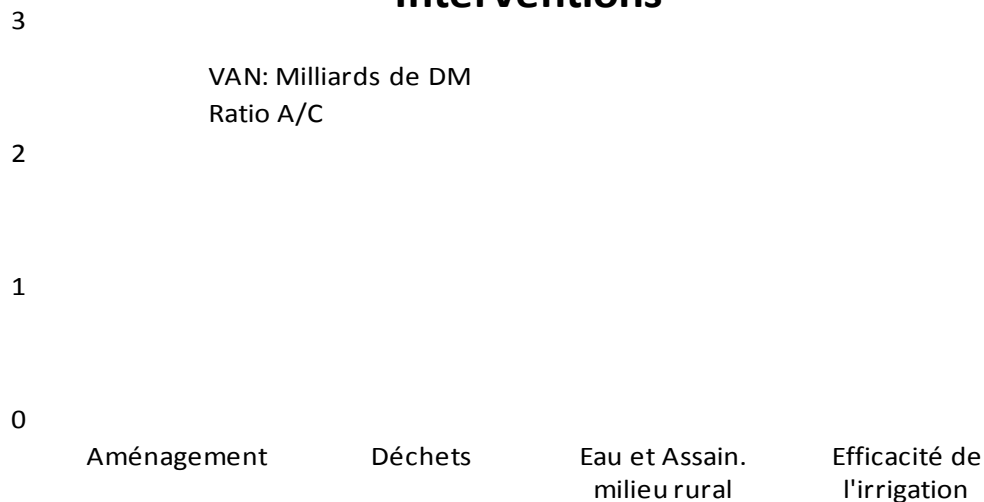 Interventions
3
VAN: Milliards de DM
Ratio A/C
2
1
0
Aménagement
Déchets
Eau et Assain.
milieu rural
Efficacité de
l'irrigation